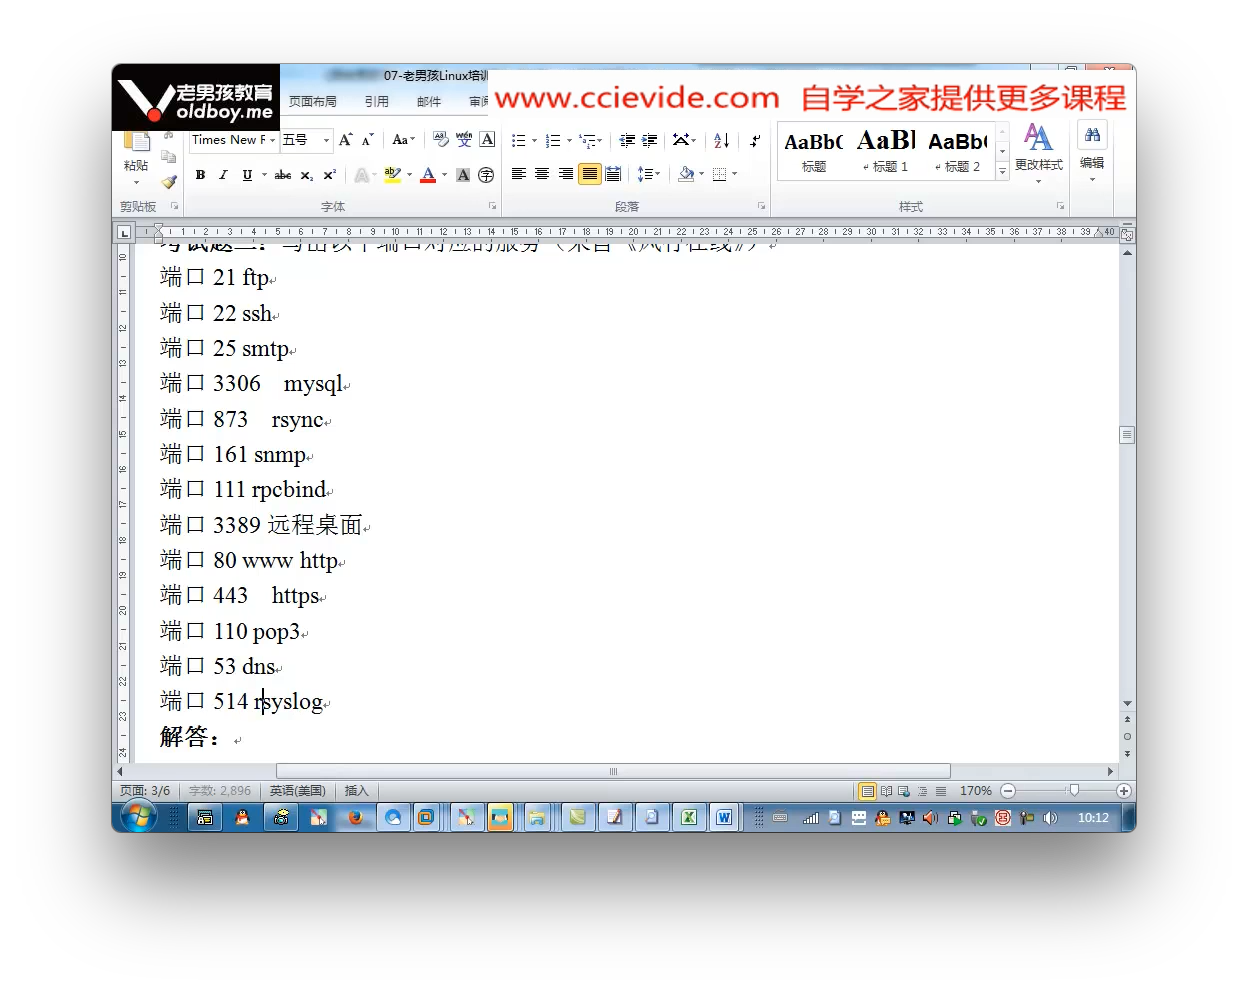 老男孩教育
oldboy.me
07-老男孩Linux培训
www.ccievide.com 自学之家提供更多课程
页面布局 引用 邮件 审阅
Times New R 五号
粘贴
AaBbC AaBl AaBb
标题 标题 1 标题 2
更改样式
编辑
剪贴板 字体 段落 样式
端口 21 ftp
端口 22 ssh
端口 25 smtp
端口 3306 mysql
端口 873 rsync
端口 161 snmp
端口 111 rpcbind
端口 3389 远程桌面
端口 80 www http
端口 443 https
端口 110 pop3
端口 53 dns
端口 514 rsyslog
解答：
页面: 3/6 字数: 2,896 英语(美国) 插入 170%
10:12